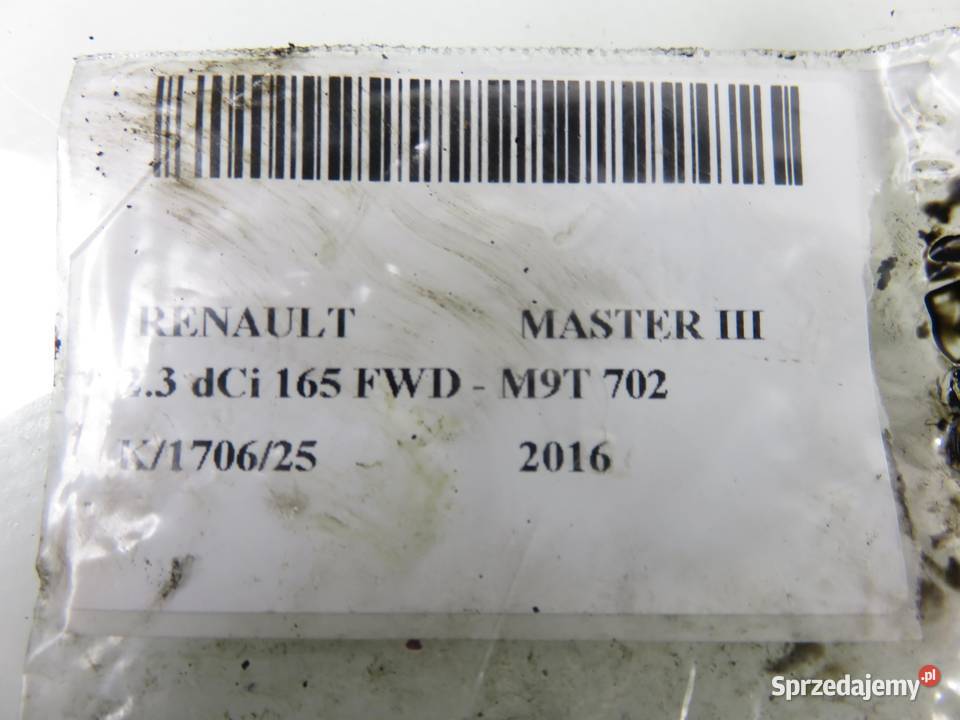 RENAULT MASTER III
2.3 dCi 165 FWD - M9T 702
K/1706/25 2016
Sprzedajemy.pl